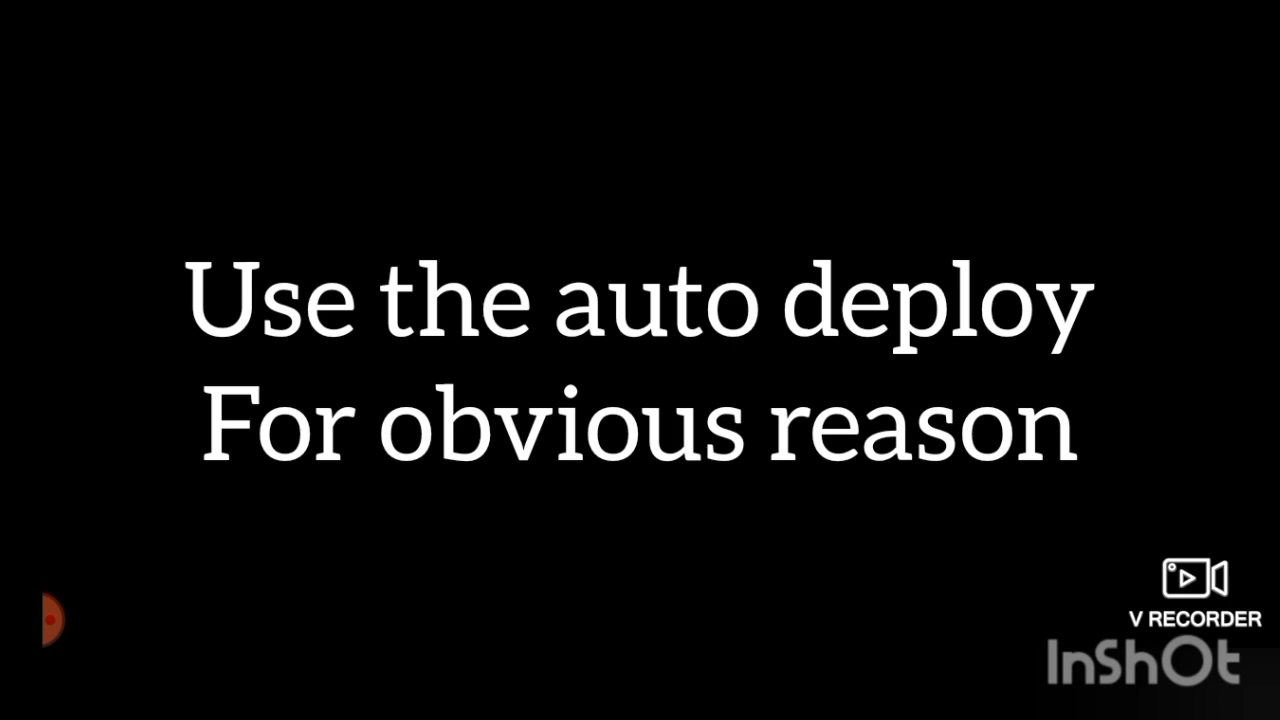 Use the auto deploy
For obvious reason
V RECORDER
InShOt